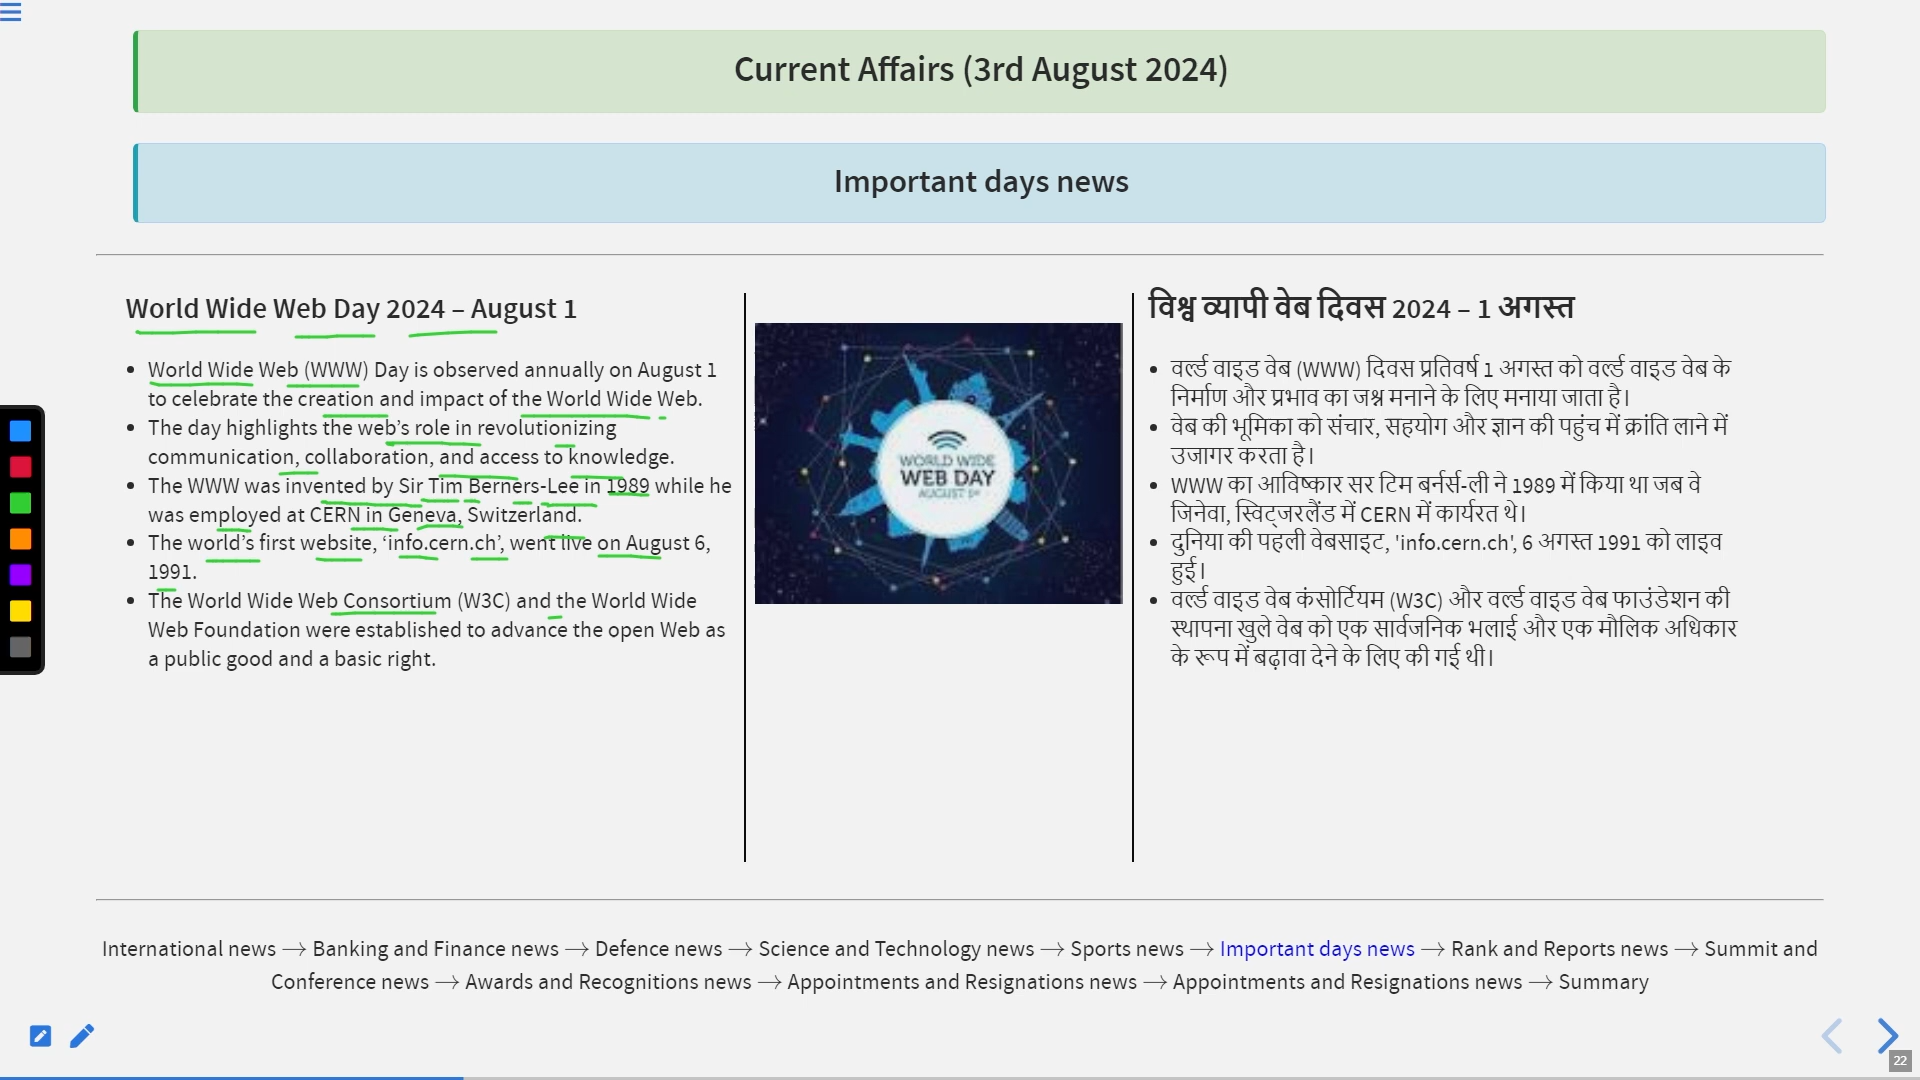 Current Affairs (3rd August 2024)
Important days news
World Wide Web Day 2024 – August 1
• World Wide Web (WWW) Day is observed annually on August 1
to celebrate the creation and impact of the World Wide Web.
• The day highlights the web’s role in revolutionizing
communication, collaboration, and access to knowledge.
• The WWW was invented by Sir Tim Berners-Lee in 1989 while he
was employed at CERN in Geneva, Switzerland.
• The world’s first website, ‘info.cern.ch’, went live on August 6,
1991.
• The World Wide Web Consortium (W3C) and the World Wide
Web Foundation were established to advance the open Web as
a public good and a basic right.
WORLD WIDE
WEB DAY
AUGUST 1ST
विश्व व्यापी वेब दिवस 2024 – 1 अगस्त
• वर्ल्ड वाइड वेब (WWW) दिवस प्रतिवर्ष 1 अगस्त को वर्ल्ड वाइड वेब के
निर्माण और प्रभाव का जश्न मनाने के लिए मनाया जाता है।
• वेब की भूमिका को संचार, सहयोग और ज्ञान की पहुंच में क्रांति लाने में
उजागर करता है।
• WWW का आविष्कार सर टिम बर्नर्स-ली ने 1989 में किया था जब वे
जिनेवा, स्विट्जरलैंड में CERN में कार्यरत थे।
• दुनिया की पहली वेबसाइट, 'info.cern.ch', 6 अगस्त 1991 को लाइव
हुई।
• वर्ल्ड वाइड वेब कंसोर्टियम (W3C) और वर्ल्ड वाइड वेब फाउंडेशन की
स्थापना खुले वेब को एक सार्वजनिक भलाई और एक मौलिक अधिकार
के रूप में बढ़ावा देने के लिए की गई थी।
International news → Banking and Finance news → Defence news → Science and Technology news → Sports news → Important days news → Rank and Reports news → Summit and
Conference news → Awards and Recognitions news → Appointments and Resignations news → Appointments and Resignations news → Summary
22